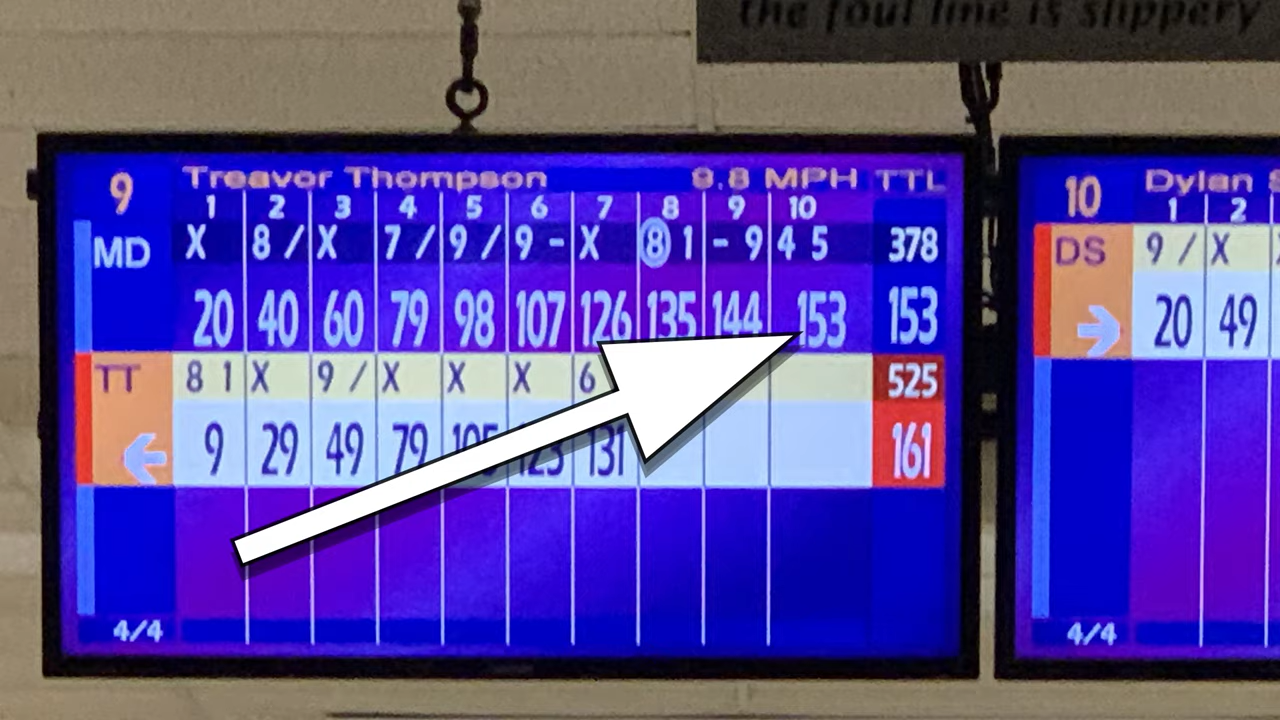 the foul line is slippery
9 Treavor Thompson 9.8 MPH TTL
1 2 3 4 5 6 7 8 9 10
MD X 8 / X 7 / 9 / 9 - X 8 1 - 9 4 5 378
20 40 60 79 98 107 126 135 144 153 153
TT 8 1 X 9 / X X X 6 525
9 29 49 79 105 123 131 161
4/4
10 Dylan S
1 2
DS 9 / X
20 49
4/4